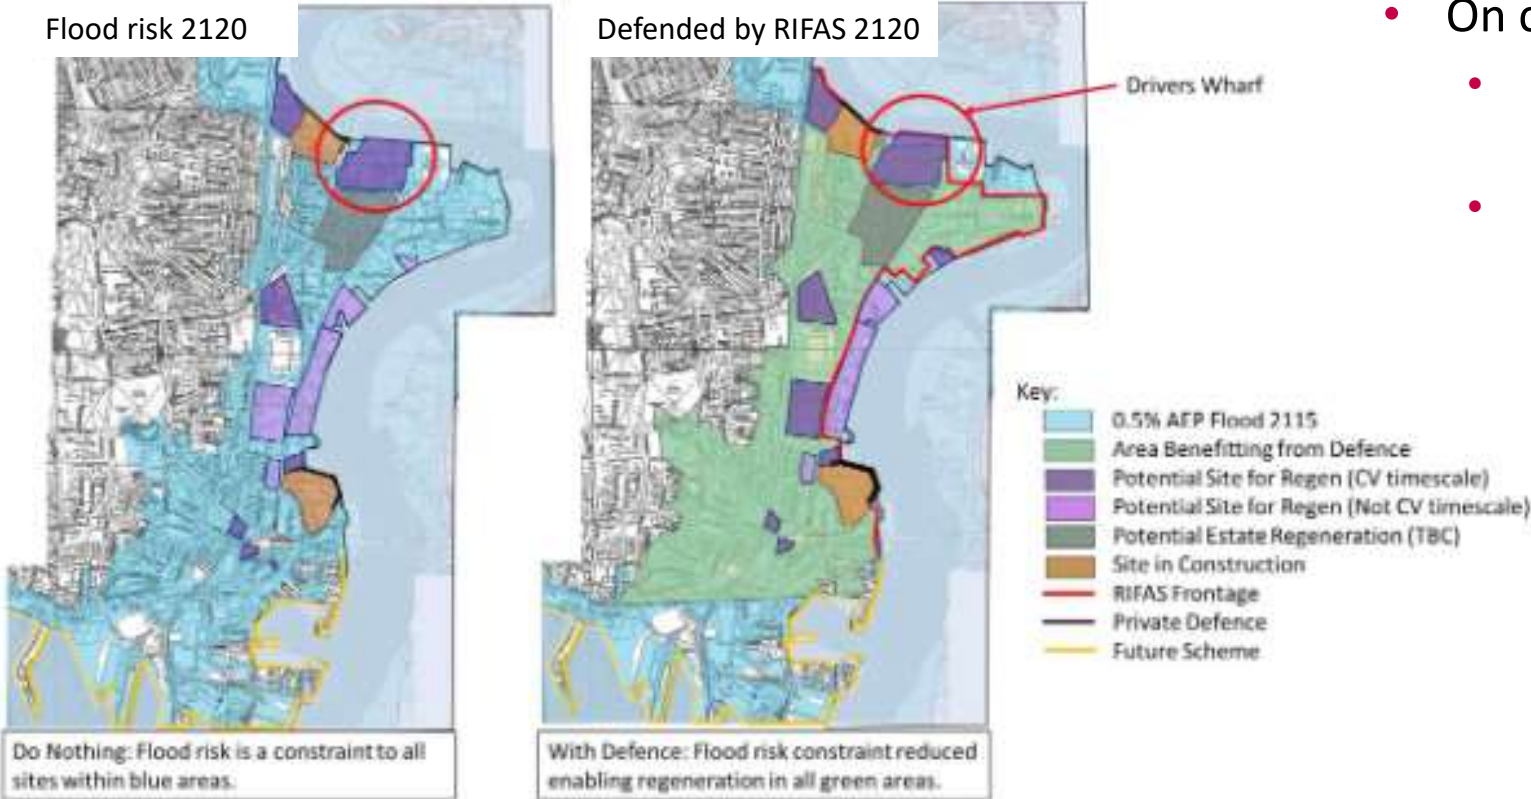 Flood risk 2120
Defended by RIFAS 2120
• On
•
•
Drivers Wharf
Key:
0.5% AEP Flood 2115
Area Benefitting from Defence
Potential Site for Regen (CV timescale)
Potential Site for Regen (Not CV timescale)
Potential Estate Regeneration (TBC)
Site in Construction
RIFAS Frontage
Private Defence
Future Scheme
Do Nothing: Flood risk is a constraint to all
sites within blue areas.
With Defence: Flood risk constraint reduced
enabling regeneration in all green areas.